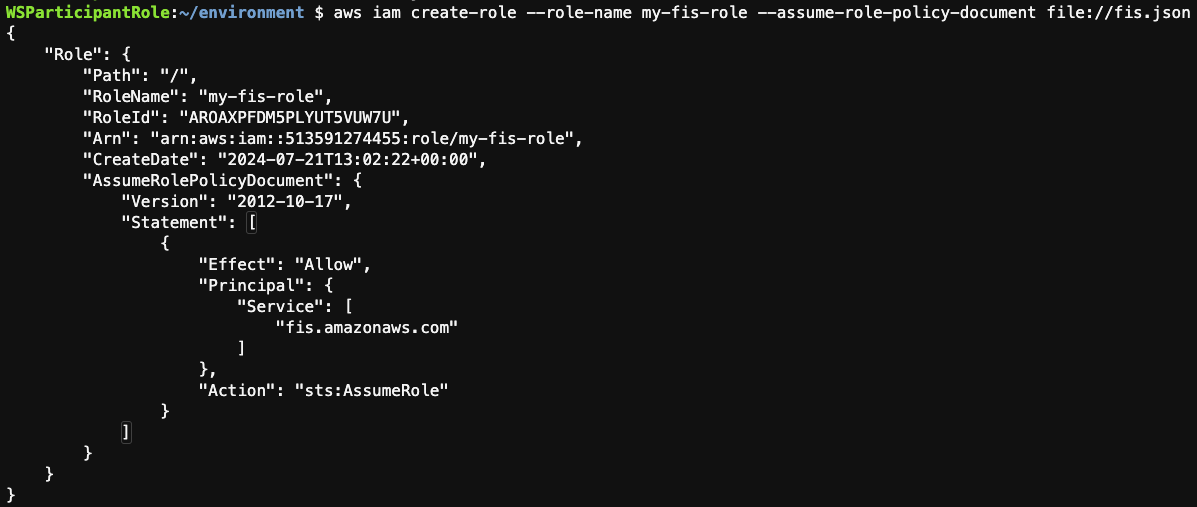 WSParticipantRole:~/environment $ aws iam create-role --role-name my-fis-role --assume-role-policy-document file://fis.json
{
    "Role": {
        "Path": "/",
        "RoleName": "my-fis-role",
        "RoleId": "AROAXPFDM5PLYUT5VUW7U",
        "Arn": "arn:aws:iam::513591274455:role/my-fis-role",
        "CreateDate": "2024-07-21T13:02:22+00:00",
        "AssumeRolePolicyDocument": {
            "Version": "2012-10-17",
            "Statement": [
                {
                    "Effect": "Allow",
                    "Principal": {
                        "Service": [
                            "fis.amazonaws.com"
                        ]
                    },
                    "Action": "sts:AssumeRole"
                }
            ]
        }
    }
}